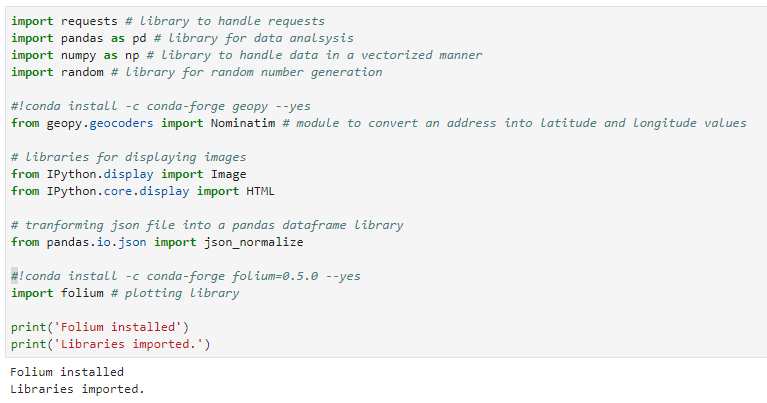 import requests # library to handle requests
import pandas as pd # library for data analsysis
import numpy as np # library to handle data in a vectorized manner
import random # library for random number generation
#!conda install -c conda-forge geopy --yes
from geopy.geocoders import Nominatim # module to convert an address into latitude and longitude values
# libraries for displaying images
from IPython.display import Image
from IPython.core.display import HTML
# tranforming json file into a pandas dataframe library
from pandas.io.json import json_normalize
#!conda install -c conda-forge folium=0.5.0 --yes
import folium # plotting library
print('Folium installed')
print('Libraries imported.')
Folium installed
Libraries imported.